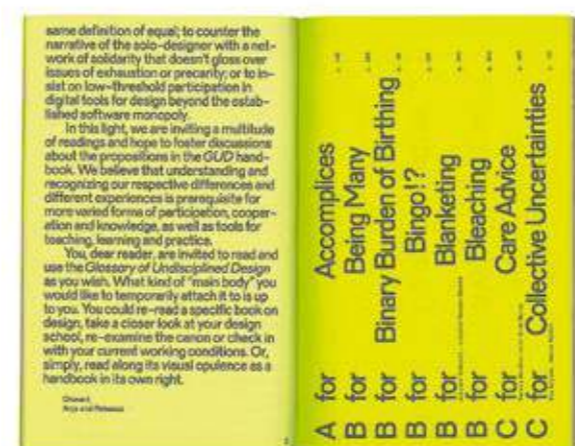 same definition of equal; to counter the
narrative of the solo-designer with a net-
work of solidarity that doesn't gloss over
issues of exhaustion or precarity; or to in-
sist on low-threshold participation in
digital tools for design beyond the estab-
lished software monopoly.
In this light, we are inviting a multitude
of readings and hope to foster discussions
about the propositions in the GUD hand-
book. We believe that understanding and
recognizing our respective differences and
different experiences is prerequisite for
more varied forms of participation, cooper-
ation and knowledge, as well as tools for
teaching, learning and practice.
You, dear reader, are invited to read and
use the Glossary of Undisciplined Design
as you wish. What kind of "main body" you
would like to temporarily attach it to is up
to you. You could re-read a specific book on
design, take a closer look at your design
school, re-examine the canon or check in
with your current working conditions. Or,
simply, read along its visual opulence as a
handbook in its own right.
Anja and Rebecca
A for Accomplices
B for Being Many
B for Binary Burden of Birthing
B for Bingo!?
B for Blanketing
B for Bleaching
C for Care Advice
C for Collective Uncertainties